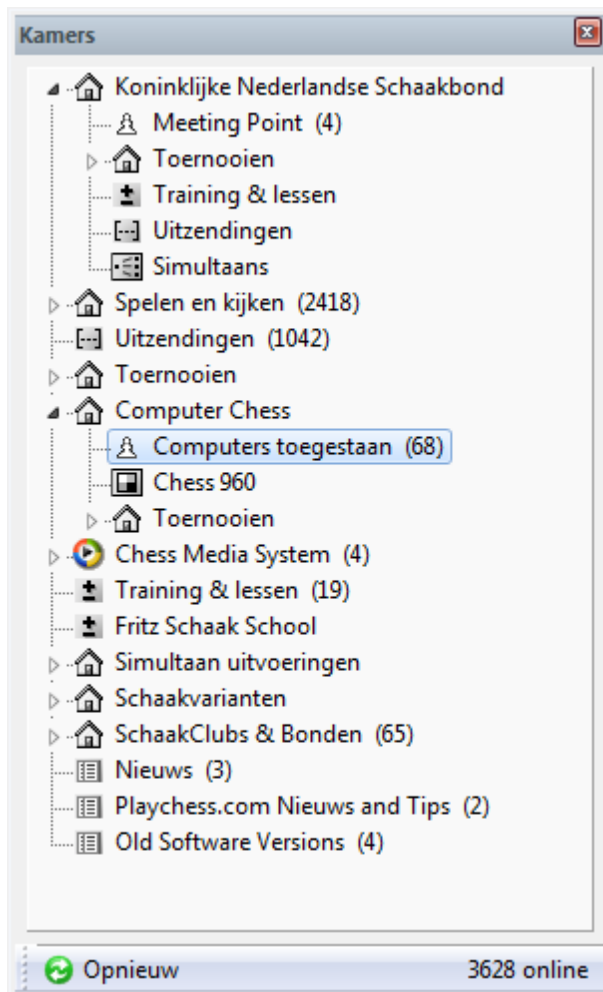 Kamers
Koninklijke Nederlandse Schaakbond
Meeting Point (4)
Toernooien
Training & lessen
Uitzendingen
Simultaans
Spelen en kijken (2418)
Uitzendingen (1042)
Toernooien
Computer Chess
Computers toegestaan (68)
Chess 960
Toernooien
Chess Media System (4)
Training & lessen (19)
Fritz Schaak School
Simultaan uitvoeringen
Schaakvarianten
SchaakClubs & Bonden (65)
Nieuws (3)
Playchess.com Nieuws and Tips (2)
Old Software Versions (4)
Opnieuw 3628 online